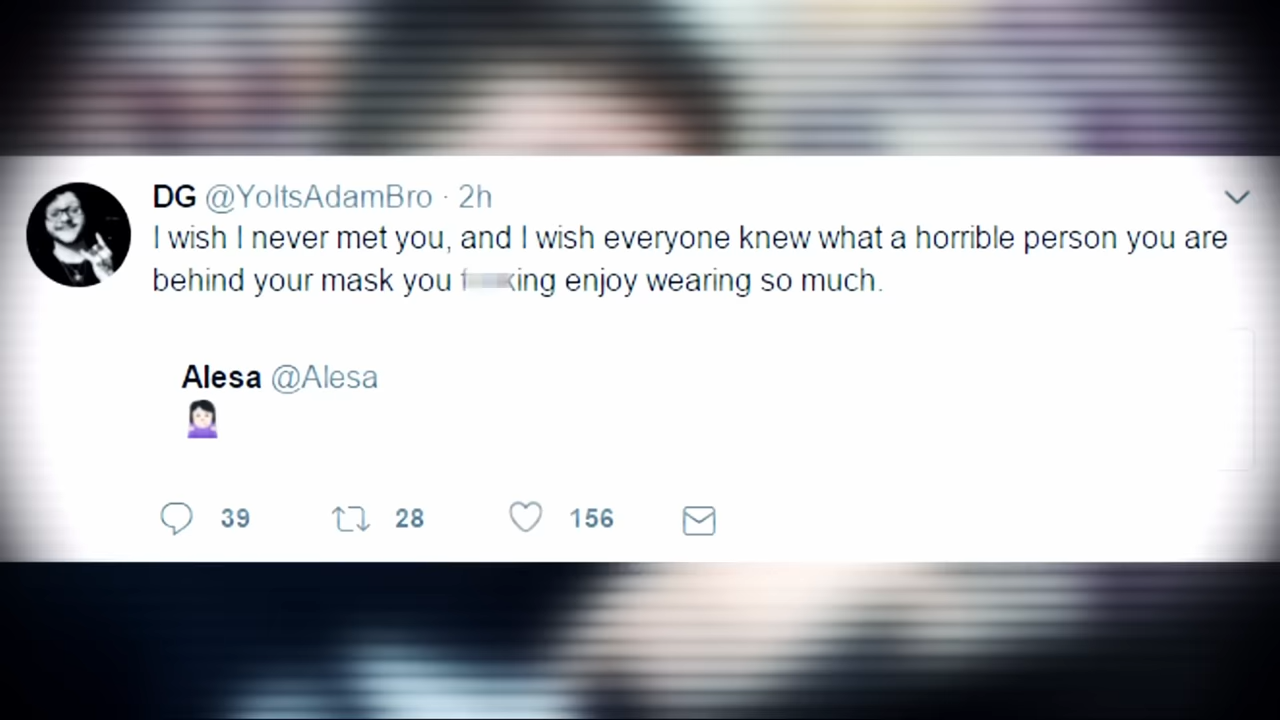 DG @YoItsAdamBro · 2h
I wish I never met you, and I wish everyone knew what a horrible person you are
behind your mask you enjoy wearing so much.
Alesa @Alesa
39 28 156